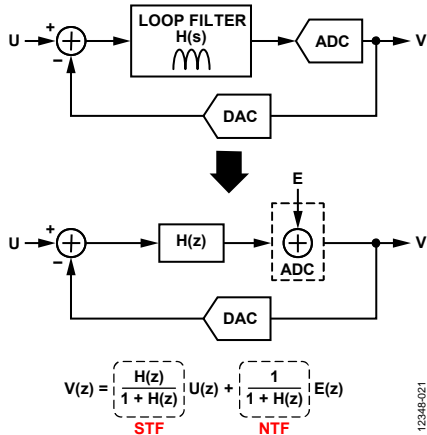 LOOP FILTER
H(s)
U
+
−
ADC
V
DAC
E
U
+
−
H(z)
+
ADC
V
DAC
V(z) = H(z) / 1 + H(z) U(z) + 1 / 1 + H(z) E(z)
STF NTF
12348-021